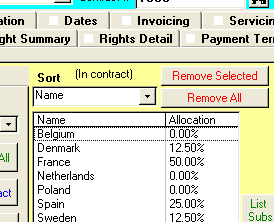 Dates Invoicing Servicin
ght Summary Rights Detail Payment Ter
Sort (In contract) Remove Selected
Name Remove All
Name Allocation
Belgium 0.00%
Denmark 12.50%
France 50.00%
Netherlands 0.00%
Poland 0.00%
Spain 25.00%
Sweden 12.50%
All
act
List
Subs